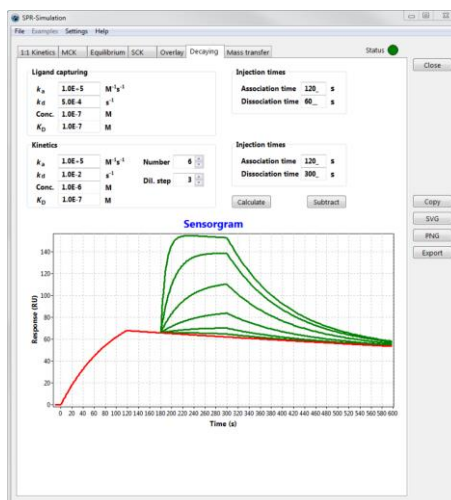 SPR-Simulation
File Examples Settings Help
1:1 Kinetics MCK Equilibrium SCK Overlay Decaying Mass transfer Status
Close
Ligand capturing
ka 1.0E+5 M-1s-1
kd 5.0E-4 s-1
Conc. 1.0E-7 M
KD 1.0E-7 M
Injection times
Association time 120_ s
Dissociation time 60__ s
Kinetics
ka 1.0E+5 M-1s-1
kd 1.0E-2 s-1
Conc. 1.0E-6 M
KD 1.0E-7 M
Number 6
Dil. step 3
Injection times
Association time 120_ s
Dissociation time 300_ s
Calculate Subtract
Copy
SVG
PNG
Export
Sensorgram
Response (RU)
140
120
100
80
60
40
20
0
0 20 40 60 80 100 120 140 160 180 200 220 240 260 280 300 320 340 360 380 400 420 440 460 480 500 520 540 560 580 600
Time (s)